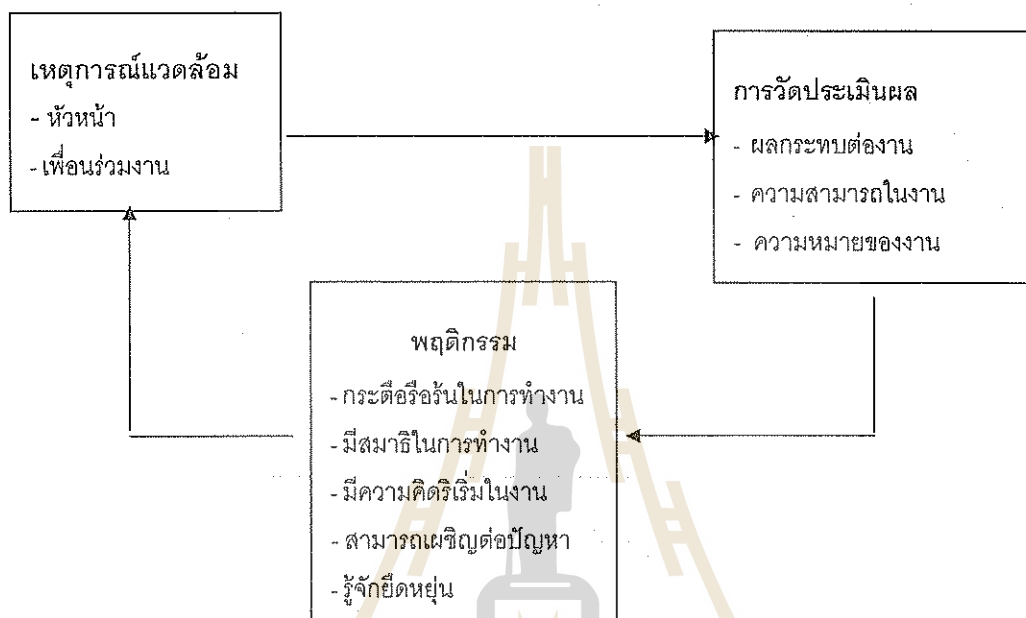 เหตุการณ์แวดล้อม
- หัวหน้า
- เพื่อนร่วมงาน
การวัดประเมินผล
- ผลกระทบต่องาน
- ความสามารถในงาน
- ความหมายของงาน
พฤติกรรม
- กระตือรือร้นในการทำงาน
- มีสมาธิในการทำงาน
- มีความคิดริเริ่มในงาน
- สามารถเผชิญต่อปัญหา
- รู้จักยืดหยุ่น